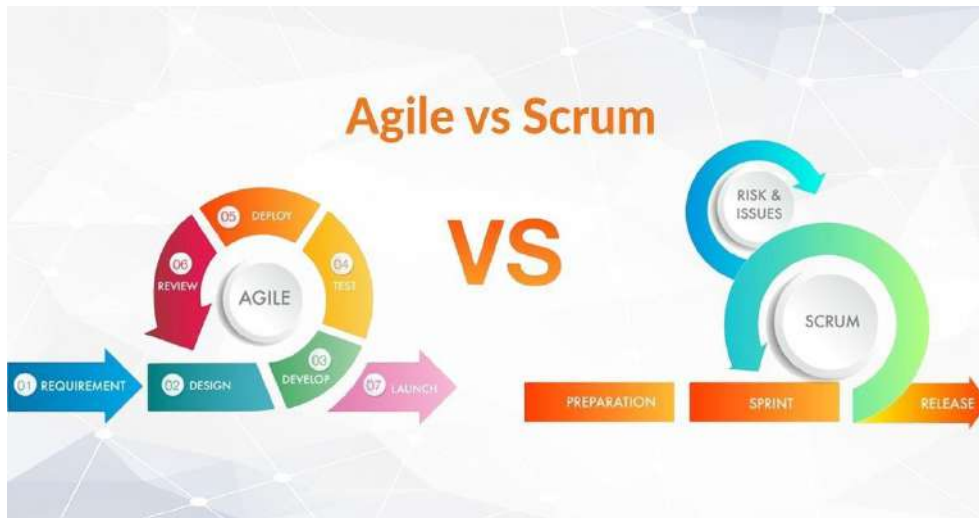 Agile vs Scrum
VS
01 REQUIREMENT
02 DESIGN
03
DEVELOP
04
TEST
05 DEPLOY
06
REVIEW
AGILE
07 LAUNCH
RISK &
ISSUES
SCRUM
PREPARATION
SPRINT
RELEASE